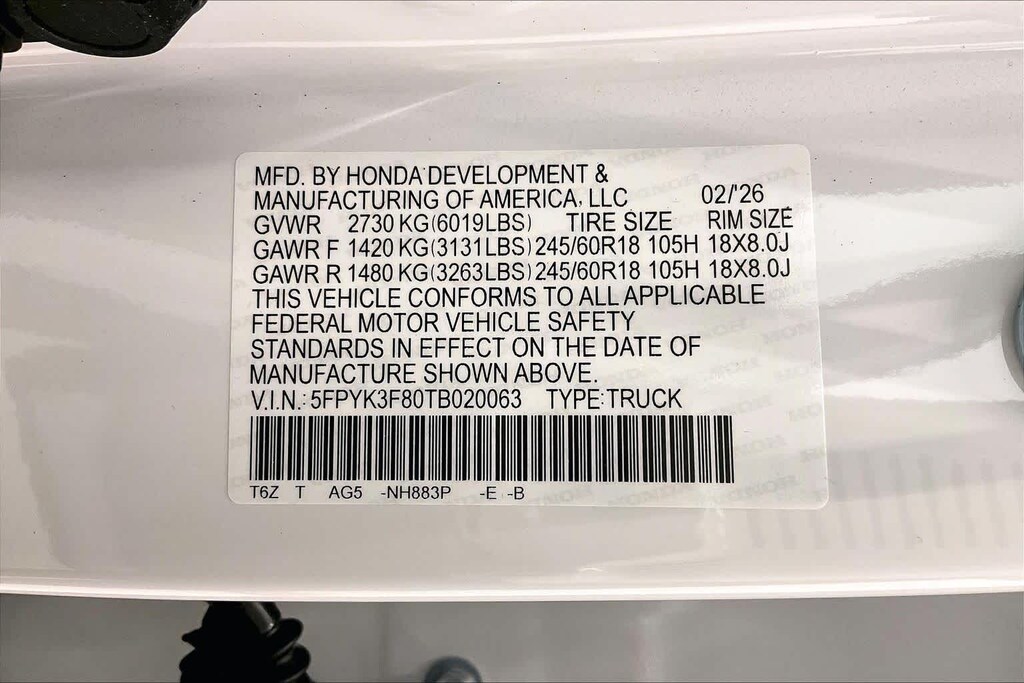 MFD. BY HONDA DEVELOPMENT &
MANUFACTURING OF AMERICA, LLC 02/'26
GVWR 2730 KG(6019LBS) TIRE SIZE RIM SIZE
GAWR F 1420 KG(3131LBS) 245/60R18 105H 18X8.0J
GAWR R 1480 KG(3263LBS) 245/60R18 105H 18X8.0J
THIS VEHICLE CONFORMS TO ALL APPLICABLE
FEDERAL MOTOR VEHICLE SAFETY
STANDARDS IN EFFECT ON THE DATE OF
MANUFACTURE SHOWN ABOVE.
V.I.N.: 5FPYK3F80TB020063 TYPE:TRUCK
T6Z T AG5 -NH883P -E -B